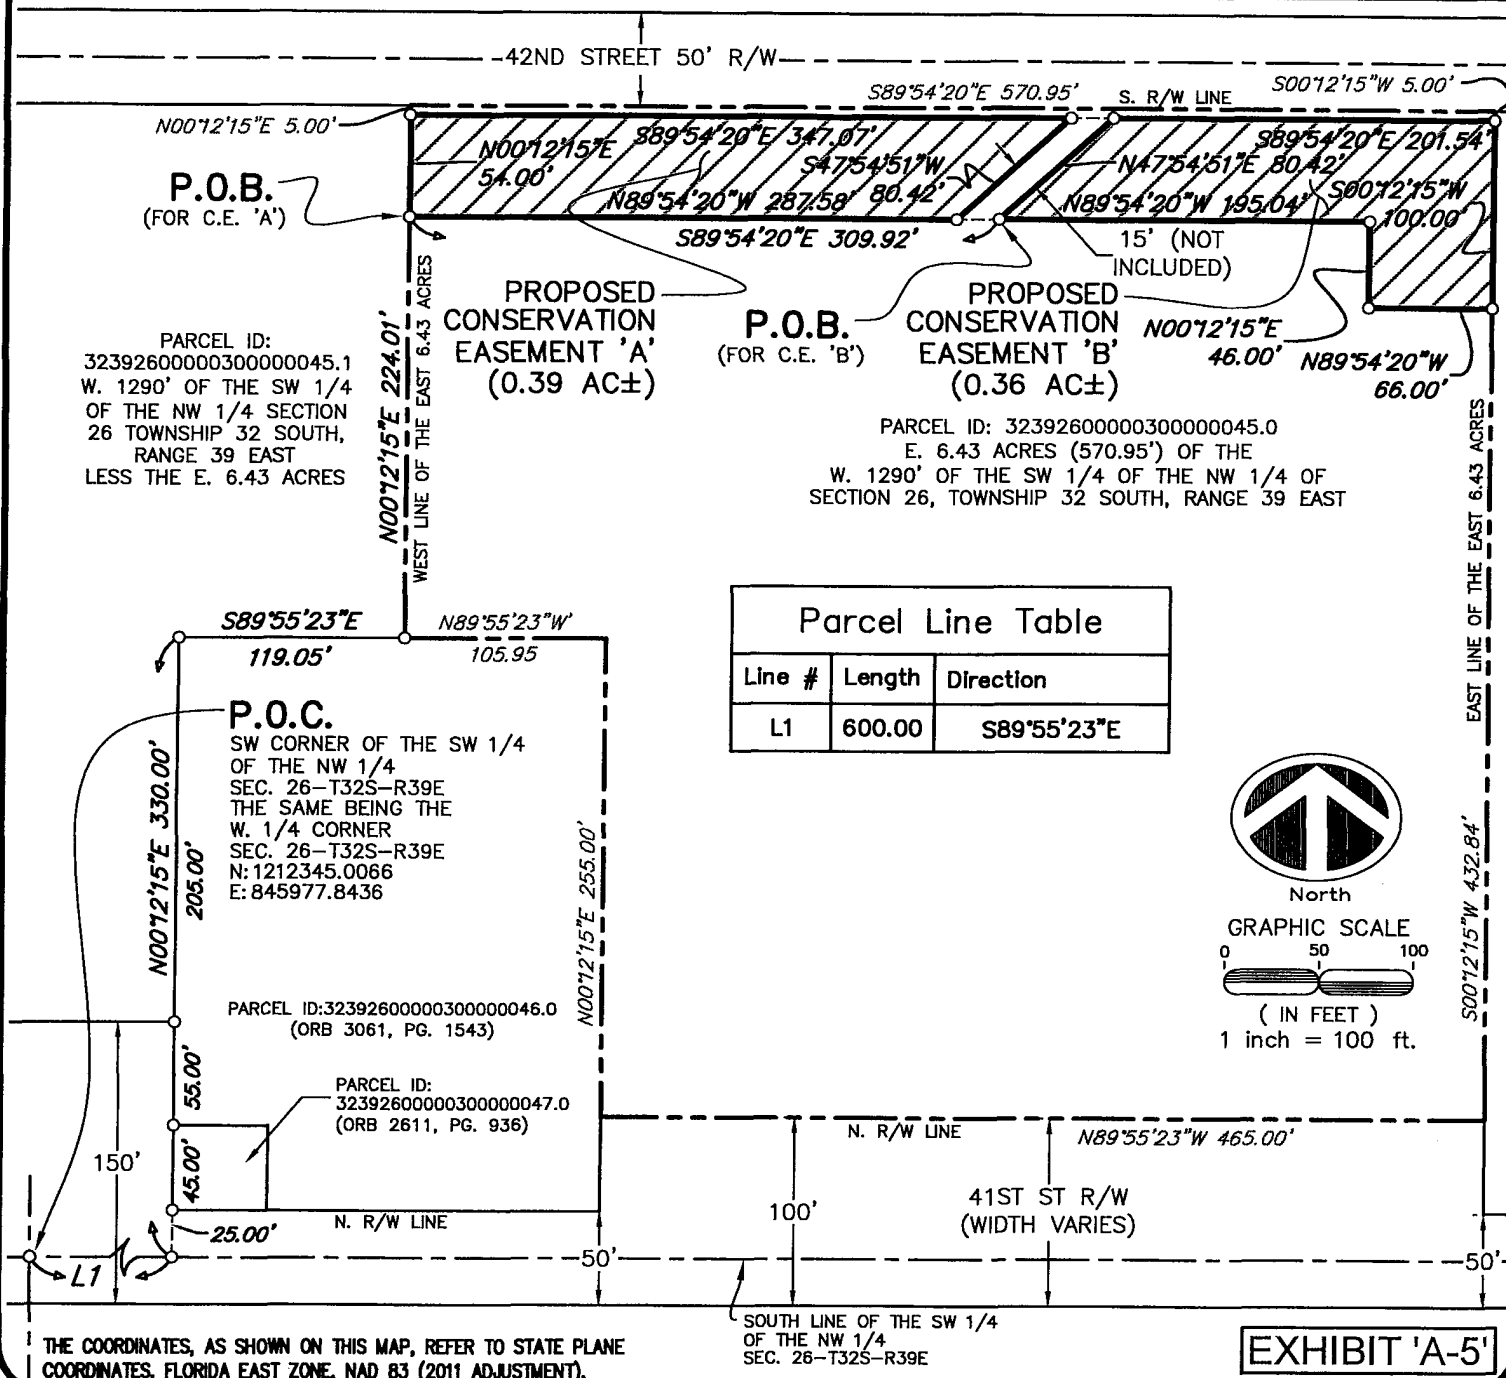 42ND STREET 50' R/W
S89°54'20"E 570.95'
S. R/W LINE
S00°12'15"W 5.00'
N00°12'15"E 5.00'
N00°12'15"E
54.00'
S89°54'20"E 347.07'
S47°54'51"W
80.42'
N89°54'20"W 287.58'
S89°54'20"E 201.54'
N47°54'51"E 80.42'
N89°54'20"W 195.04'
S00°12'15"W
100.00'
P.O.B.
(FOR C.E. 'A')
S89°54'20"E 309.92'
15' (NOT
INCLUDED)
PROPOSED
CONSERVATION
EASEMENT 'A'
(0.39 AC±)
P.O.B.
(FOR C.E. 'B')
PROPOSED
CONSERVATION
EASEMENT 'B'
(0.36 AC±)
N00°12'15"E
46.00'
N89°54'20"W
66.00'
PARCEL ID:
32392600000300000045.1
W. 1290' OF THE SW 1/4
OF THE NW 1/4 SECTION
26 TOWNSHIP 32 SOUTH,
RANGE 39 EAST
LESS THE E. 6.43 ACRES
N00°12'15"E 224.01'
WEST LINE OF THE EAST 6.43 ACRES
PARCEL ID: 32392600000300000045.0
E. 6.43 ACRES (570.95') OF THE
W. 1290' OF THE SW 1/4 OF THE NW 1/4 OF
SECTION 26, TOWNSHIP 32 SOUTH, RANGE 39 EAST
EAST LINE OF THE EAST 6.43 ACRES
S89°55'23"E
119.05'
N89°55'23"W'
105.95
Parcel Line Table
Line # Length Direction
L1 600.00 S89°55'23"E
P.O.C.
SW CORNER OF THE SW 1/4
OF THE NW 1/4
SEC. 26-T32S-R39E
THE SAME BEING THE
W. 1/4 CORNER
SEC. 26-T32S-R39E
N:1212345.0066
E:845977.8436
N00°12'15"E 330.00'
205.00'
N00°12'15"E 255.00'
North
GRAPHIC SCALE
0 50 100
( IN FEET )
1 inch = 100 ft.
S00°12'15"W 432.84'
PARCEL ID:32392600000300000046.0
(ORB 3061, PG. 1543)
PARCEL ID:
32392600000300000047.0
(ORB 2611, PG. 936)
55.00'
45.00'
150'
25.00'
N. R/W LINE
L1
N. R/W LINE
N89°55'23"W 465.00'
100'
41ST ST R/W
(WIDTH VARIES)
50'
50'
SOUTH LINE OF THE SW 1/4
OF THE NW 1/4
SEC. 26-T32S-R39E
THE COORDINATES, AS SHOWN ON THIS MAP, REFER TO STATE PLANE
COORDINATES, FLORIDA EAST ZONE, NAD 83 (2011 ADJUSTMENT).
EXHIBIT 'A-5'